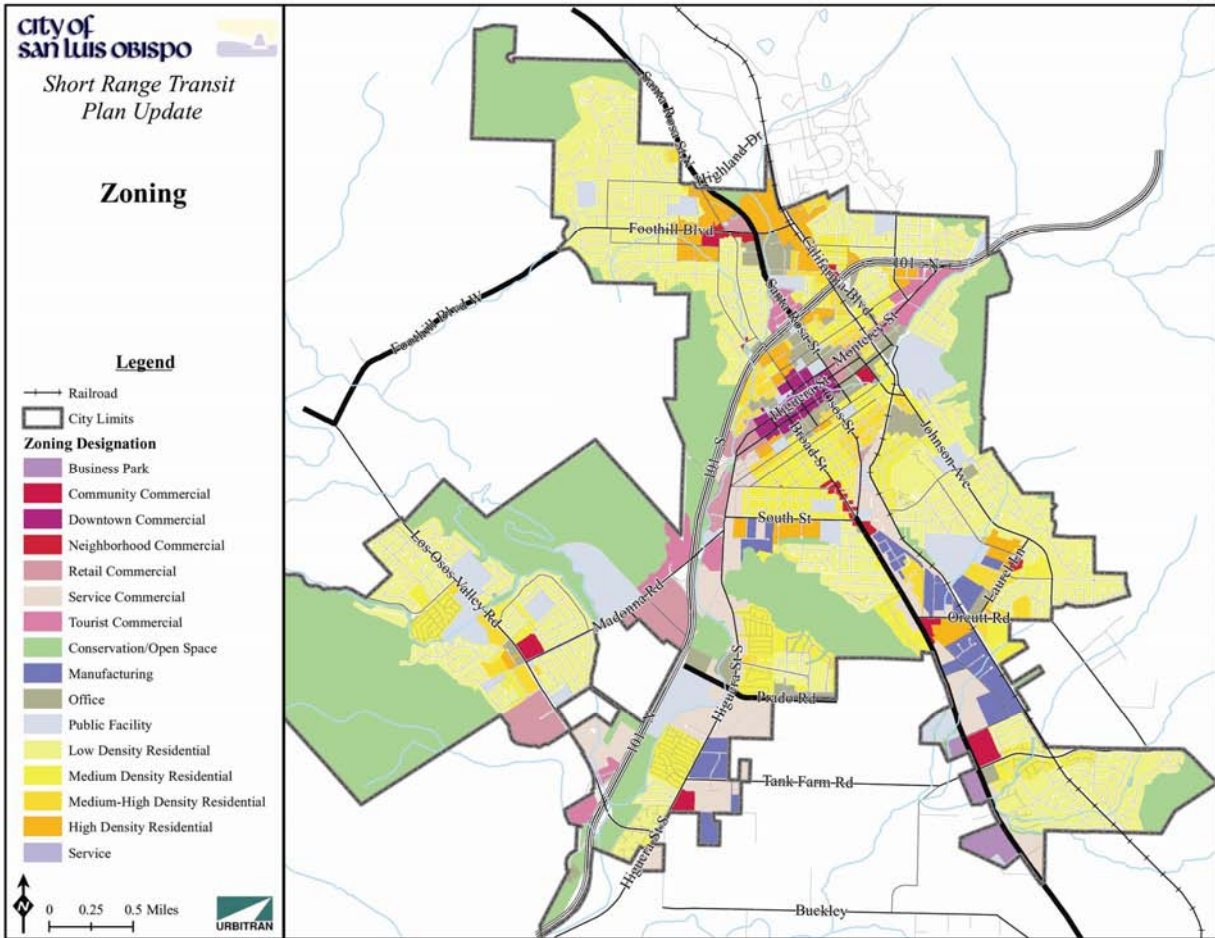 city of
san luis obispo
Short Range Transit
Plan Update
Zoning
Legend
Railroad
City Limits
Zoning Designation
Business Park
Community Commercial
Downtown Commercial
Neighborhood Commercial
Retail Commercial
Service Commercial
Tourist Commercial
Conservation/Open Space
Manufacturing
Office
Public Facility
Low Density Residential
Medium Density Residential
Medium-High Density Residential
High Density Residential
Service
N
0 0.25 0.5 Miles
URBITRAN
Santa Rosa St N
Highland Dr
Foothill Blvd
California Blvd
101 N
Foothill Blvd W
Santa Rosa St
Monterey St
Higuera St
Osos St
Broad St
Johnson Ave
101 S
South St
Los Osos Valley Rd
Madonna Rd
Laurel Ln
Orcutt Rd
Higuera St S
Prado Rd
101 N
Tank Farm Rd
Higuera St S
Buckley